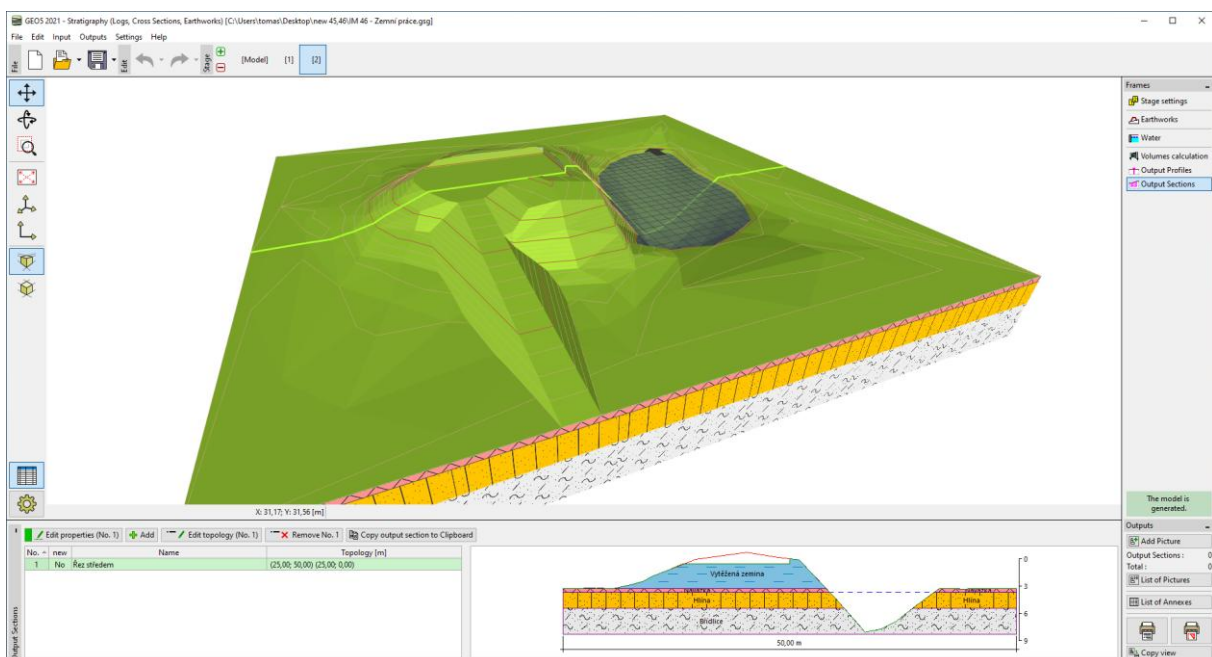 GEO5 2021 - Stratigraphy (Logs, Cross Sections, Earthworks) [C:\Users\tomas\Desktop\new 45,46\IM 46 - Zemní práce.gsg]
File Edit Input Outputs Settings Help
File
Edit
Stage
[Model] [1] [2]
Frames
Stage settings
Earthworks
Water
Volumes calculation
Output Profiles
Output Sections
X: 31,17; Y: 31,56 [m]
The model is
generated.
Outputs
Add Picture
Output Sections : 0
Total : 0
List of Pictures
List of Annexes
Copy view
Output Sections
Edit properties (No. 1) Add Edit topology (No. 1) Remove No. 1 Copy output section to Clipboard
No. new Name Topology [m]
1 No Řez středem (25,00; 50,00) (25,00; 0,00)
Vytěžená zemina
Hlína
Hlína
Břidlice
50,00 m
0
3
6
9